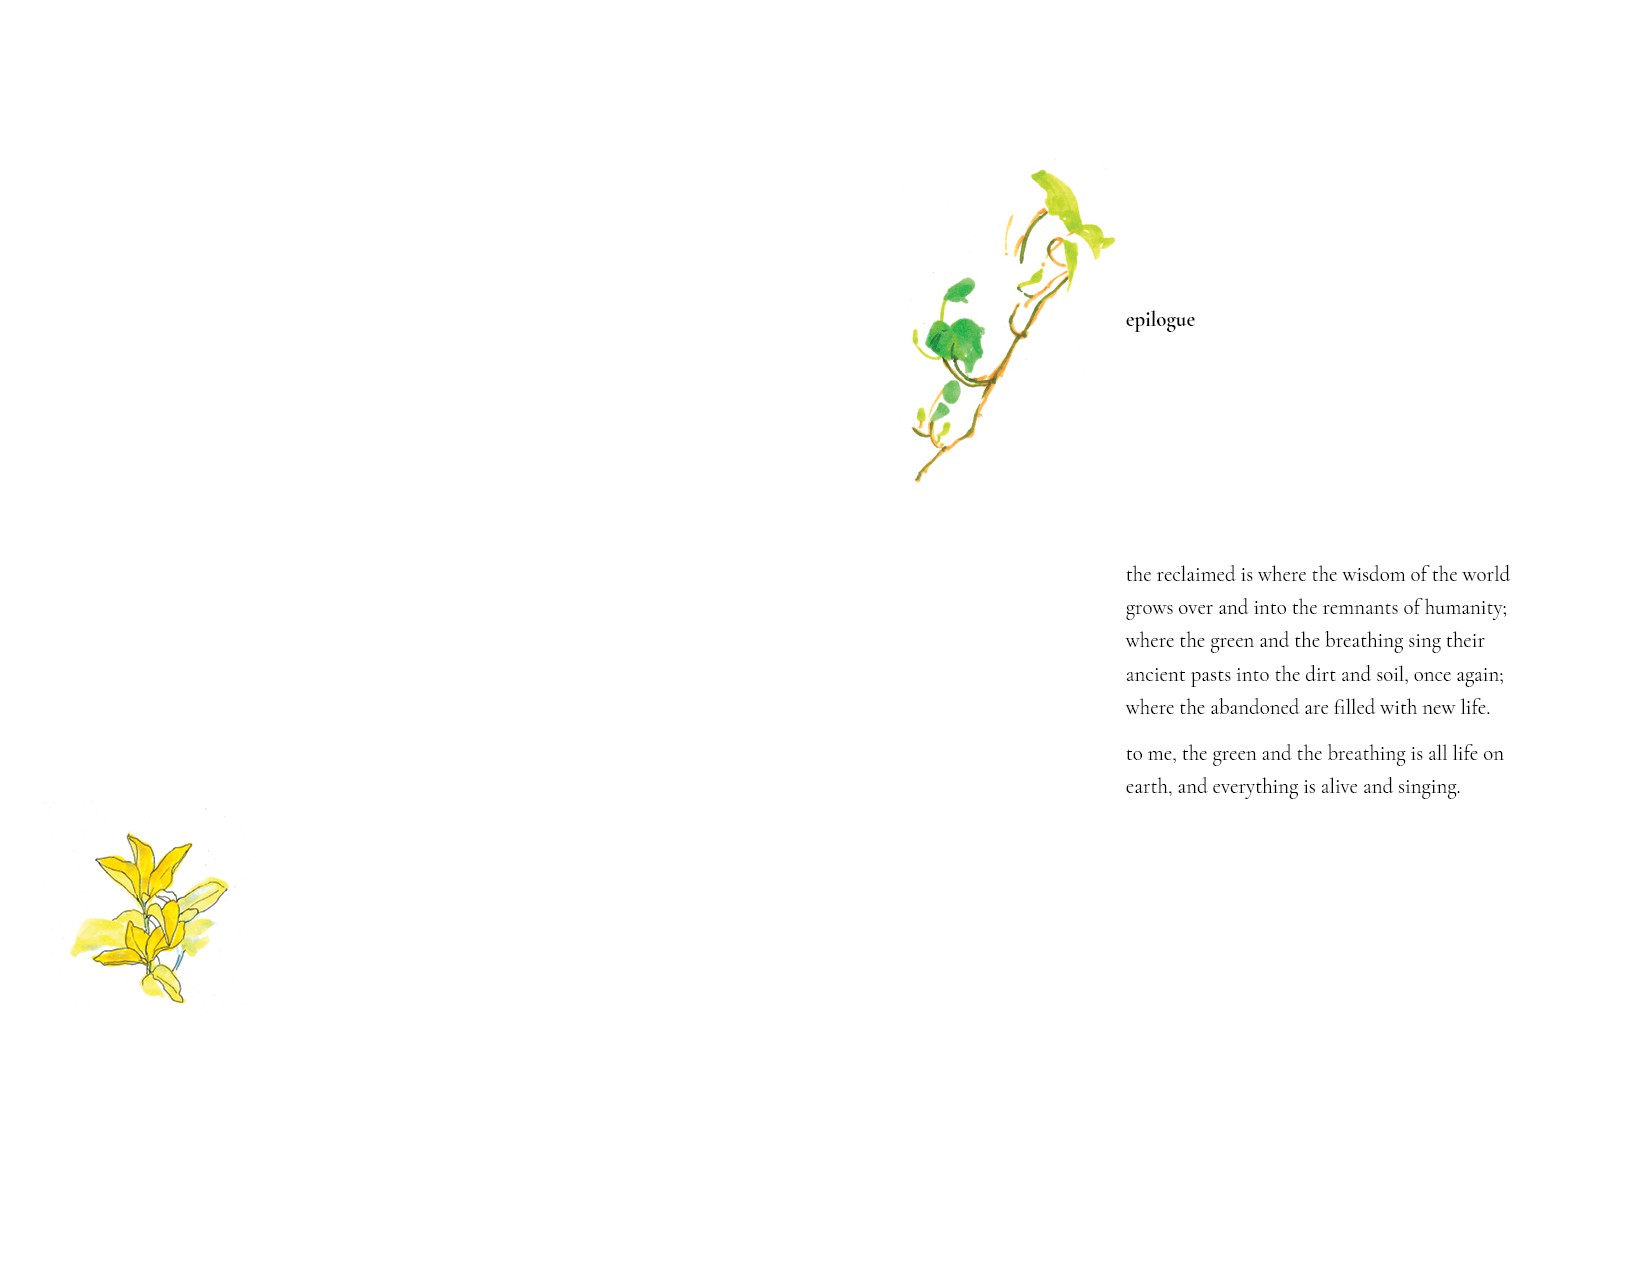 epilogue
the reclaimed is where the wisdom of the world
grows over and into the remnants of humanity;
where the green and the breathing sing their
ancient pasts into the dirt and soil, once again;
where the abandoned are filled with new life.
to me, the green and the breathing is all life on
earth, and everything is alive and singing.